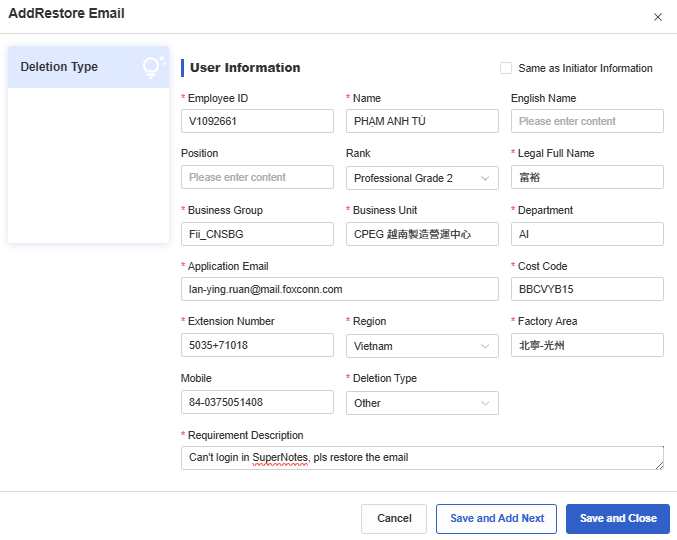 AddRestore Email
Deletion Type
User Information
Same as Initiator Information
* Employee ID
* Name
English Name
V1092661
PHẠM ANH TÚ
Please enter content
Position
Rank
* Legal Full Name
Please enter content
Professional Grade 2
富裕
* Business Group
* Business Unit
* Department
Fii_CNSBG
CPEG 越南製造營運中心
AI
* Application Email
* Cost Code
lan-ying.ruan@mail.foxconn.com
BBCVYB15
* Extension Number
* Region
* Factory Area
5035+71018
Vietnam
北寧-光州
Mobile
* Deletion Type
84-0375051408
Other
* Requirement Description
Can't login in SuperNotes, pls restore the email
Cancel
Save and Add Next
Save and Close